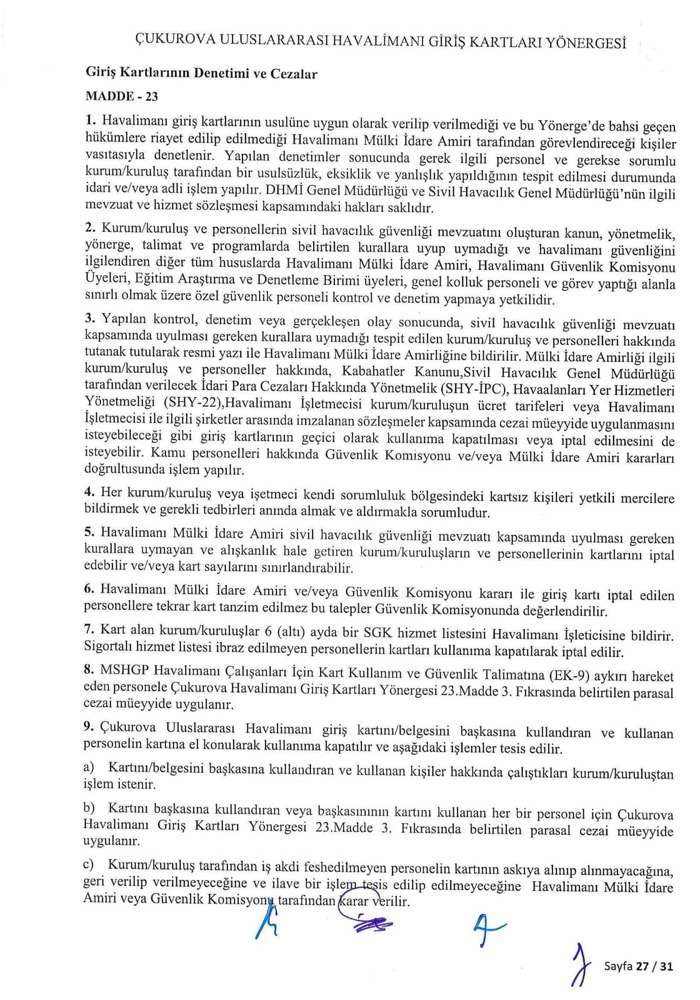 ÇUKUROVA ULUSLARARASI HAVALİMANI GİRİŞ KARTLARI YÖNERGESİ
Giriş Kartlarının Denetimi ve Cezalar
MADDE - 23
1. Havalimanı giriş kartlarının usulüne uygun olarak verilip verilmediği ve bu Yönerge’de bahsi geçen
hükümlere riayet edilip edilmediği Havalimanı Mülki İdare Amiri tarafından görevlendireceği kişiler
vasıtasıyla denetlenir. Yapılan denetimler sonucunda gerek ilgili personel ve gerekse sorumlu
kurum/kuruluş tarafından bir usulsüzlük, eksiklik ve yanlışlık yapıldığının tespit edilmesi durumunda
idari ve/veya adli işlem yapılır. DHMİ Genel Müdürlüğü ve Sivil Havacılık Genel Müdürlüğü’nün ilgili
mevzuat ve hizmet sözleşmesi kapsamındaki hakları saklıdır.
2. Kurum/kuruluş ve personellerin sivil havacılık güvenliği mevzuatını oluşturan kanun, yönetmelik,
yönerge, talimat ve programlarda belirtilen kurallara uyup uymadığı ve havalimanı güvenliğini
ilgilendiren diğer tüm hususlarda Havalimanı Mülki İdare Amiri, Havalimanı Güvenlik Komisyonu
Üyeleri, Eğitim Araştırma ve Denetleme Birimi üyeleri, genel kolluk personeli ve görev yaptığı alanla
sınırlı olmak üzere özel güvenlik personeli kontrol ve denetim yapmaya yetkilidir.
3. Yapılan kontrol, denetim veya gerçekleşen olay sonucunda, sivil havacılık güvenliği mevzuatı
kapsamında uyulması gereken kurallara uymadığı tespit edilen kurum/kuruluş ve personelleri hakkında
tutanak tutularak resmi yazı ile Havalimanı Mülki İdare Amirliğine bildirilir. Mülki İdare Amirliği ilgili
kurum/kuruluş ve personeller hakkında, Kabahatler Kanunu,Sivil Havacılık Genel Müdürlüğü
tarafından verilecek İdari Para Cezaları Hakkında Yönetmelik (SHY-İPC), Havaalanları Yer Hizmetleri
Yönetmeliği (SHY-22),Havalimanı İşletmecisi kurum/kuruluşun ücret tarifeleri veya Havalimanı
İşletmecisi ile ilgili şirketler arasında imzalanan sözleşmeler kapsamında cezai müeyyide uygulanmasını
isteyebileceği gibi giriş kartlarının geçici olarak kullanıma kapatılması veya iptal edilmesini de
isteyebilir. Kamu personelleri hakkında Güvenlik Komisyonu ve/veya Mülki İdare Amiri kararları
doğrultusunda işlem yapılır.
4. Her kurum/kuruluş veya işetmeci kendi sorumluluk bölgesindeki kartsız kişileri yetkili mercilere
bildirmek ve gerekli tedbirleri anında almak ve aldırmakla sorumludur.
5. Havalimanı Mülki İdare Amiri sivil havacılık güvenliği mevzuatı kapsamında uyulması gereken
kurallara uymayan ve alışkanlık hale getiren kurum/kuruluşların ve personellerinin kartlarını iptal
edebilir ve/veya kart sayılarını sınırlandırabilir.
6. Havalimanı Mülki İdare Amiri ve/veya Güvenlik Komisyonu kararı ile giriş kartı iptal edilen
personellere tekrar kart tanzim edilmez bu talepler Güvenlik Komisyonunda değerlendirilir.
7. Kart alan kurum/kuruluşlar 6 (altı) ayda bir SGK hizmet listesini Havalimanı İşleticisine bildirir.
Sigortalı hizmet listesi ibraz edilmeyen personellerin kartları kullanıma kapatılarak iptal edilir.
8. MSHGP Havalimanı Çalışanları İçin Kart Kullanım ve Güvenlik Talimatına (EK-9) aykırı hareket
eden personele Çukurova Havalimanı Giriş Kartları Yönergesi 23.Madde 3. Fıkrasında belirtilen parasal
cezai müeyyide uygulanır.
9. Çukurova Uluslararası Havalimanı giriş kartını/belgesini başkasına kullandıran ve kullanan
personelin kartına el konularak kullanıma kapatılır ve aşağıdaki işlemler tesis edilir.
a) Kartını/belgesini başkasına kullandıran ve kullanan kişiler hakkında çalıştıkları kurum/kuruluştan
işlem istenir.
b) Kartını başkasına kullandıran veya başkasınının kartını kullanan her bir personel için Çukurova
Havalimanı Giriş Kartları Yönergesi 23.Madde 3. Fıkrasında belirtilen parasal cezai müeyyide
uygulanır.
c) Kurum/kuruluş tarafından iş akdi feshedilmeyen personelin kartının askıya alınıp alınmayacağına,
geri verilip verilmeyeceğine ve ilave bir işlem tesis edilip edilmeyeceğine Havalimanı Mülki İdare
Amiri veya Güvenlik Komisyonu tarafından karar verilir.
Sayfa 27 / 31